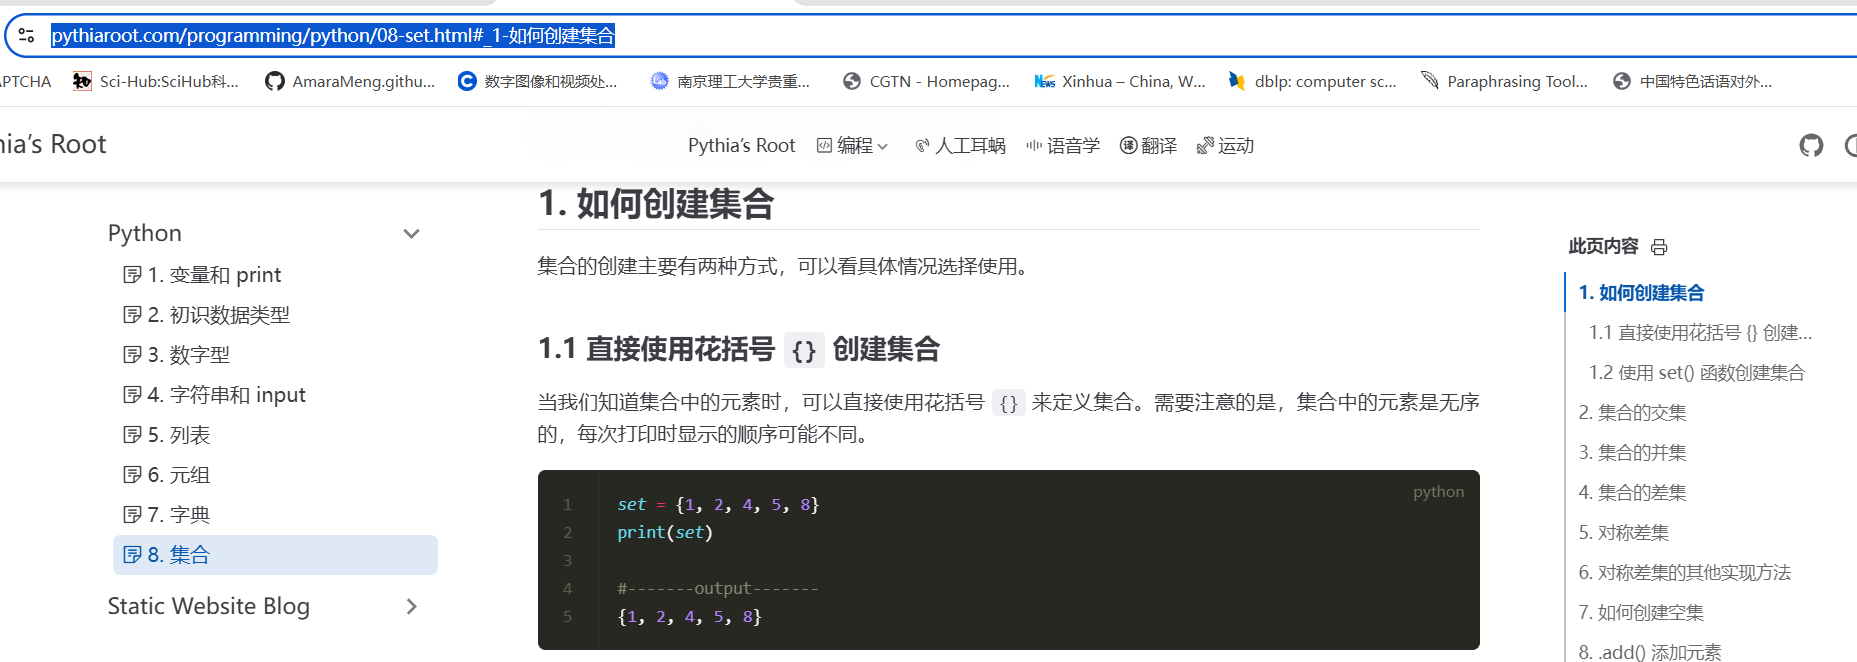 pythiaroot.com/programming/python/08-set.html#_1-如何创建集合
APTCHA Sci-Hub:SciHub科... AmaraMeng.githu... 数字图像和视频处... 南京理工大学贵重... CGTN - Homepag... Xinhua – China, W... dblp: computer sc... Paraphrasing Tool... 中国特色话语对外...
hia’s Root Pythia’s Root 编程 人工耳蜗 语音学 翻译 运动
Python
1. 变量和 print
2. 初识数据类型
3. 数字型
4. 字符串和 input
5. 列表
6. 元组
7. 字典
8. 集合
Static Website Blog
1. 如何创建集合
集合的创建主要有两种方式，可以看具体情况选择使用。
1.1 直接使用花括号 {} 创建集合
当我们知道集合中的元素时，可以直接使用花括号 {} 来定义集合。需要注意的是，集合中的元素是无序
的，每次打印时显示的顺序可能不同。
python
1 set = {1, 2, 4, 5, 8}
2 print(set)
3
4 #-------output-------
5 {1, 2, 4, 5, 8}
此页内容
1. 如何创建集合
1.1 直接使用花括号 {} 创建...
1.2 使用 set() 函数创建集合
2. 集合的交集
3. 集合的并集
4. 集合的差集
5. 对称差集
6. 对称差集的其他实现方法
7. 如何创建空集
8. .add() 添加元素